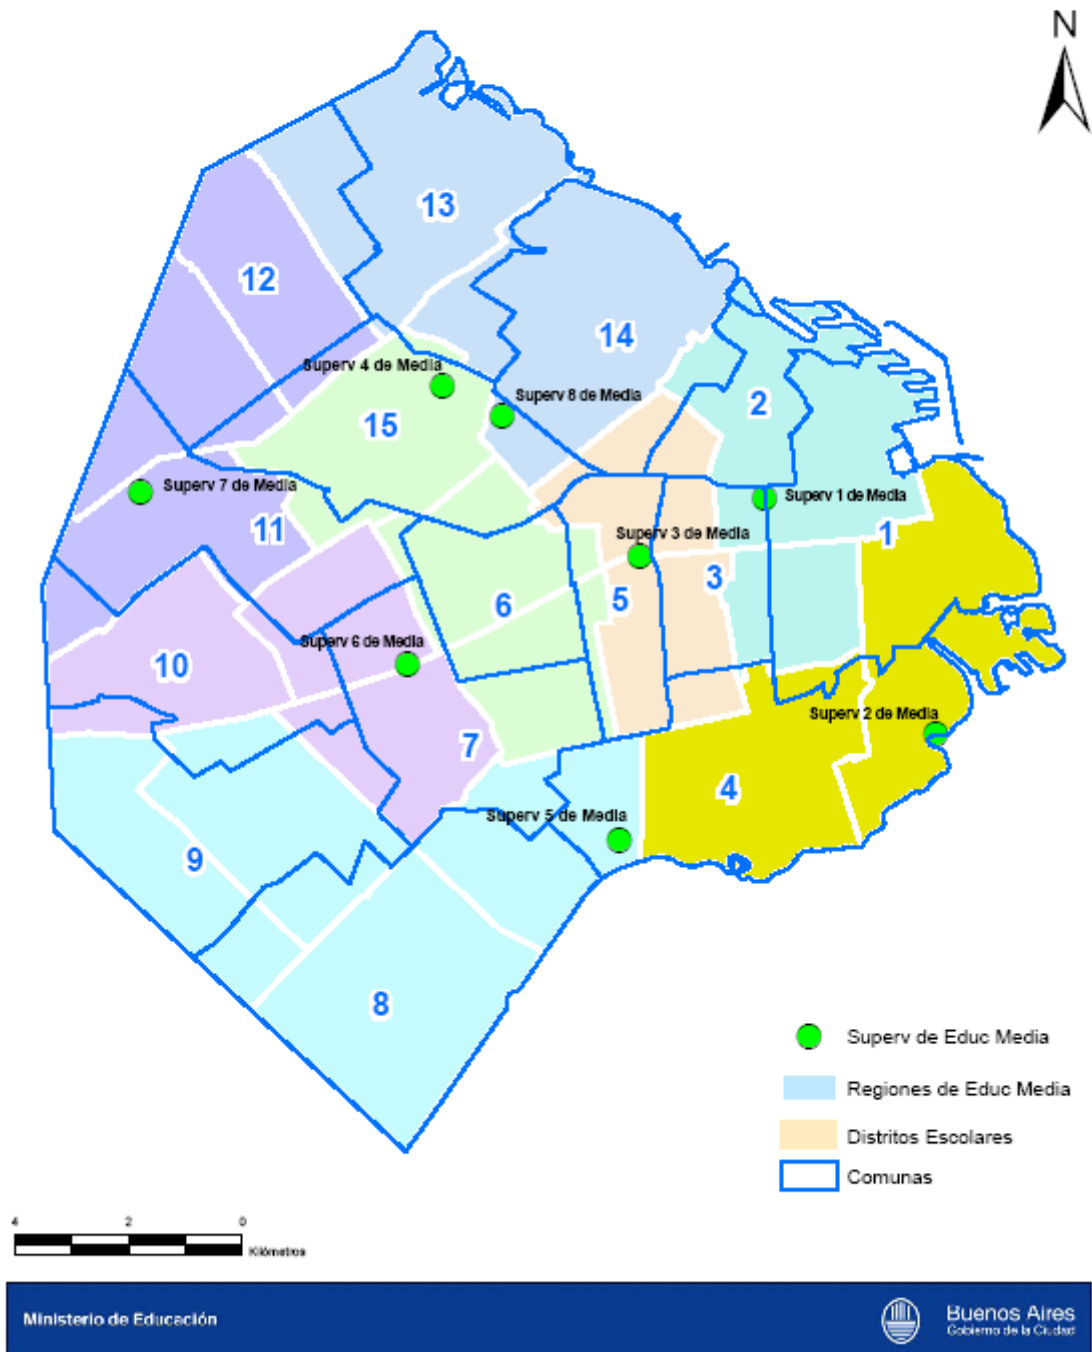 N
13
12
14
Superv 4 de Media
Superv 8 de Media
2
15
Superv 7 de Media
Superv 1 de Media
11
Superv 3 de Media
1
3
6
5
Superv 6 de Media
10
Superv 2 de Media
7
4
Superv 5 de Media
9
8
Superv de Educ Media
Regiones de Educ Media
Distritos Escolares
Comunas
4 2 0
Kilómetros
Ministerio de Educación
Buenos Aires
Gobierno de la Ciudad